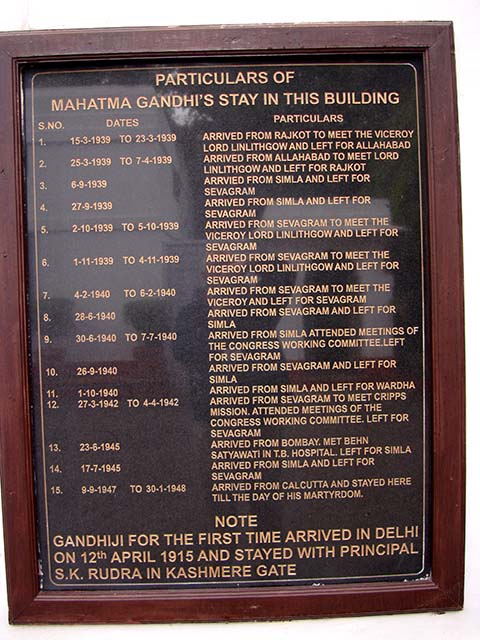 PARTICULARS OF
MAHATMA GANDHI'S STAY IN THIS BUILDING
S.NO. DATES PARTICULARS
1. 15-3-1939 TO 23-3-1939 ARRIVED FROM RAJKOT TO MEET THE VICEROY
LORD LINLITHGOW AND LEFT FOR ALLAHABAD
2. 25-3-1939 TO 7-4-1939 ARRIVED FROM ALLAHABAD TO MEET LORD
LINLITHGOW AND LEFT FOR RAJKOT
3. 6-9-1939 ARRVIED FROM SIMLA AND LEFT FOR
SEVAGRAM
4. 27-9-1939 ARRIVED FROM SIMLA AND LEFT FOR
SEVAGRAM
5. 2-10-1939 TO 5-10-1939 ARRIVED FROM SEVAGRAM TO MEET THE
VICEROY LORD LINLITHGOW AND LEFT FOR
SEVAGRAM
6. 1-11-1939 TO 4-11-1939 ARRIVED FROM SEVAGRAM TO MEET THE
VICEROY LORD LINLITHGOW AND LEFT FOR
SEVAGRAM
7. 4-2-1940 TO 6-2-1940 ARRIVED FROM SEVAGRAM TO MEET THE
VICEROY AND LEFT FOR SEVAGRAM
8. 28-6-1940 ARRIVED FROM SEVAGRAM AND LEFT FOR
SIMLA
9. 30-6-1940 TO 7-7-1940 ARRIVED FROM SIMLA ATTENDED MEETINGS OF
THE CONGRESS WORKING COMMITTEE.LEFT
FOR SEVAGRAM
10. 26-9-1940 ARRIVED FROM SEVAGRAM AND LEFT FOR
SIMLA
11. 1-10-1940 ARRIVED FROM SIMLA AND LEFT FOR WARDHA
12. 27-3-1942 TO 4-4-1942 ARRIVED FROM SEVAGRAM TO MEET CRIPPS
MISSION. ATTENDED MEETINGS OF THE
CONGRESS WORKING COMMITTEE. LEFT FOR
SEVAGRAM
13. 23-6-1945 ARRIVED FROM BOMBAY. MET BEHN
SATYAWATI IN T.B. HOSPITAL. LEFT FOR SIMLA
14. 17-7-1945 ARRIVED FROM SIMLA AND LEFT FOR
SEVAGRAM
15. 9-9-1947 TO 30-1-1948 ARRIVED FROM CALCUTTA AND STAYED HERE
TILL THE DAY OF HIS MARTYRDOM.
NOTE
GANDHIJI FOR THE FIRST TIME ARRIVED IN DELHI
ON 12th APRIL 1915 AND STAYED WITH PRINCIPAL
S.K. RUDRA IN KASHMERE GATE